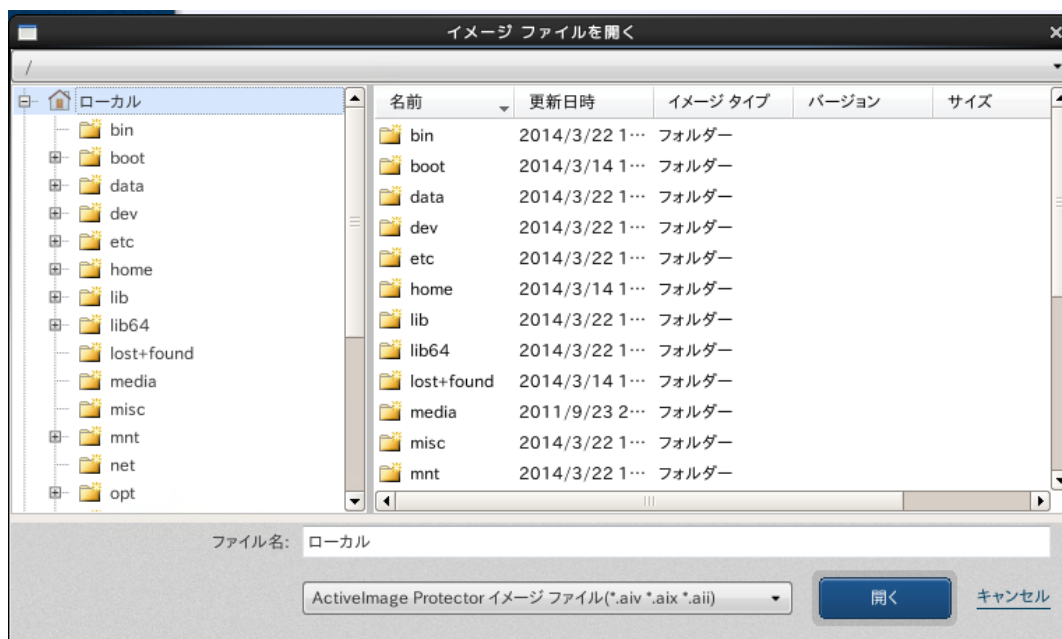 イメージ ファイルを開く
/
ローカル
bin
boot
data
dev
etc
home
lib
lib64
lost+found
media
misc
mnt
net
opt
名前 更新日時 イメージ タイプ バージョン サイズ
bin 2014/3/22 1… フォルダー
boot 2014/3/14 1… フォルダー
data 2014/3/22 1… フォルダー
dev 2014/3/22 1… フォルダー
etc 2014/3/22 1… フォルダー
home 2014/3/14 1… フォルダー
lib 2014/3/22 1… フォルダー
lib64 2014/3/22 1… フォルダー
lost+found 2014/3/14 1… フォルダー
media 2011/9/23 2… フォルダー
misc 2014/3/22 1… フォルダー
mnt 2014/3/22 1… フォルダー
ファイル名: ローカル
ActiveImage Protector イメージ ファイル(*.aiv *.aix *.aii)
開く
キャンセル